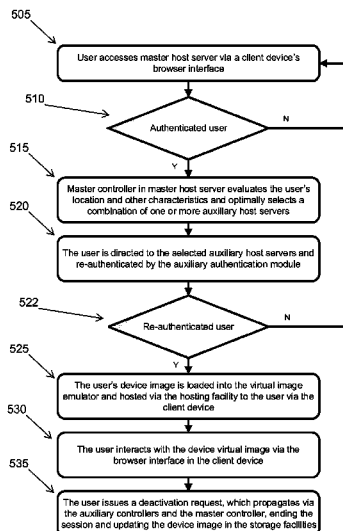 505
User accesses master host server via a client device's
browser interface
510
Authenticated user
N
Y
515
Master controller in master host server evaluates the user's
location and other characteristics and optimally selects a
combination of one or more auxiliary host servers
520
The user is directed to the selected auxiliary host servers
and re-authenticated by the auxiliary authentication module
522
Re-authenticated user
N
Y
525
The user's device image is loaded into the virtual image
emulator and hosted via the hosting facility to the user via the
client device
530
The user interacts with the device virtual image via the
browser interface in the client device
535
The user issues a deactivation request, which propagates via
the auxiliary controllers and the master controller, ending the
session and updating the device image in the storage facilities